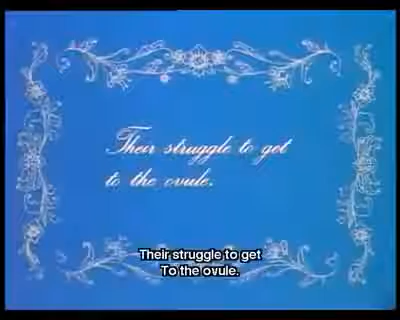 Their struggle to get
to the ovule.
Their struggle to get
To the ovule.